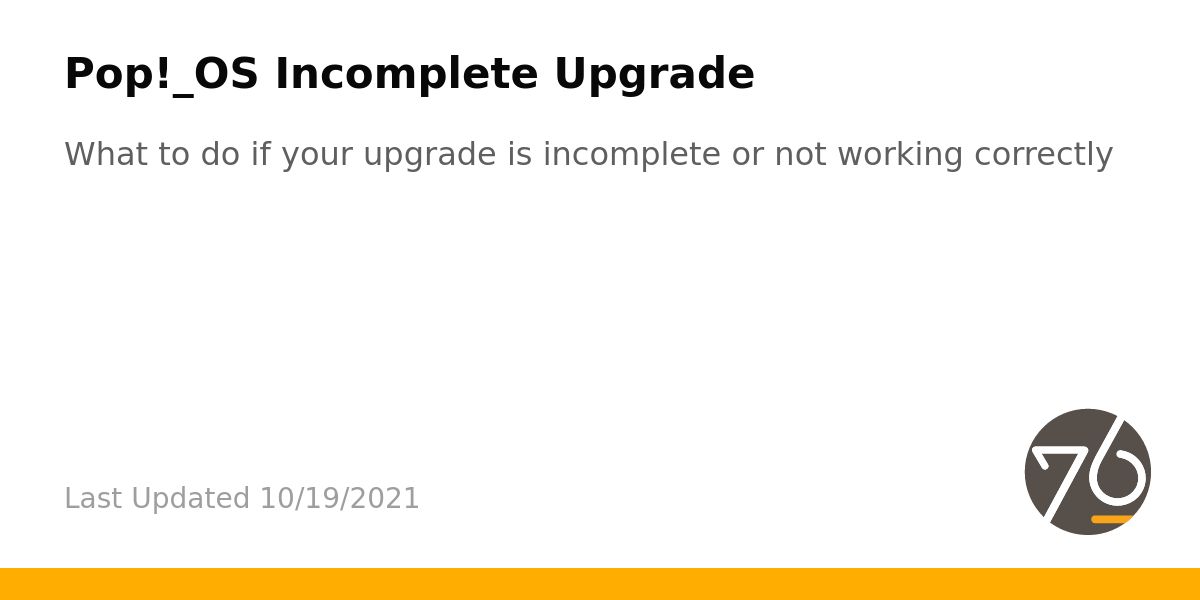 Pop!_OS Incomplete Upgrade
What to do if your upgrade is incomplete or not working correctly
Last Updated 10/19/2021
76